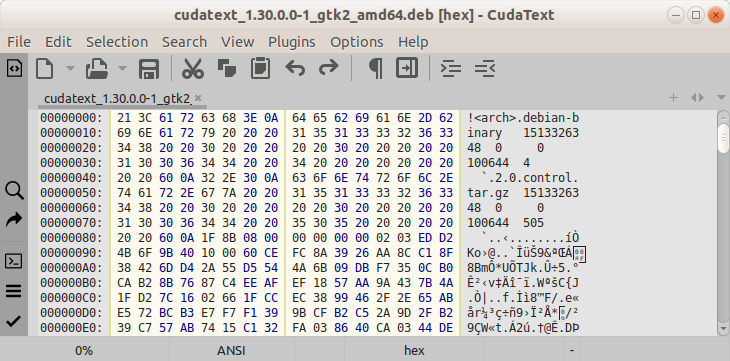 cudatext_1.30.0.0-1_gtk2_amd64.deb [hex] - CudaText
File Edit Selection Search View Plugins Options Help
cudatext_1.30.0.0-1_gtk2_
00000000: 21 3C 61 72 63 68 3E 0A 64 65 62 69 61 6E 2D 62 !<arch>.debian-b
00000010: 69 6E 61 72 79 20 20 20 31 35 31 33 33 32 36 33 inary   15133263
00000020: 34 38 20 20 30 20 20 20 20 20 30 20 20 20 20 20 48  0     0
00000030: 31 30 30 36 34 34 20 20 34 20 20 20 20 20 20 20 100644  4
00000040: 20 20 60 0A 32 2E 30 0A 63 6F 6E 74 72 6F 6C 2E `.2.0.control.
00000050: 74 61 72 2E 67 7A 20 20 31 35 31 33 33 32 36 33 tar.gz  15133263
00000060: 34 38 20 20 30 20 20 20 20 20 30 20 20 20 20 20 48  0     0
00000070: 31 30 30 36 34 34 20 20 35 30 35 20 20 20 20 20 100644  505
00000080: 20 20 60 0A 1F 8B 08 00 00 00 00 00 02 03 ED D2 `..‹........íÒ
00000090: 4B 6F 9B 40 10 00 60 CE FC 8A 39 26 AA 8C C1 8F Ko›@..`ÎüŠ9&ªŒÁ
000000A0: 38 42 6D D4 2A 55 D5 54 4A 6B 09 DB F7 35 0C B0 8BmÔ*UÕTJk.Û÷5.°
000000B0: CA B2 8B 76 87 C4 EE AF EF 18 57 AA 9A 43 7B 4A Ê²‹v‡Äî¯ï.WªšC{J
000000C0: 1F D2 7C 16 02 66 1F CC EC 38 99 46 2F 2E 65 AB .Ò|..f.Ìì8™F/.e«
000000D0: E5 72 BC B3 E7 F7 F1 39 9B CF B2 C5 2A 9D 2F B2 år¼³ç÷ñ9›Ï²Å*/²
000000E0: 39 C7 57 AB 74 15 C1 32 FA 03 86 40 CA 03 44 DE 9ÇW«t.Á2ú.†@Ê.DÞ
0% ANSI hex -